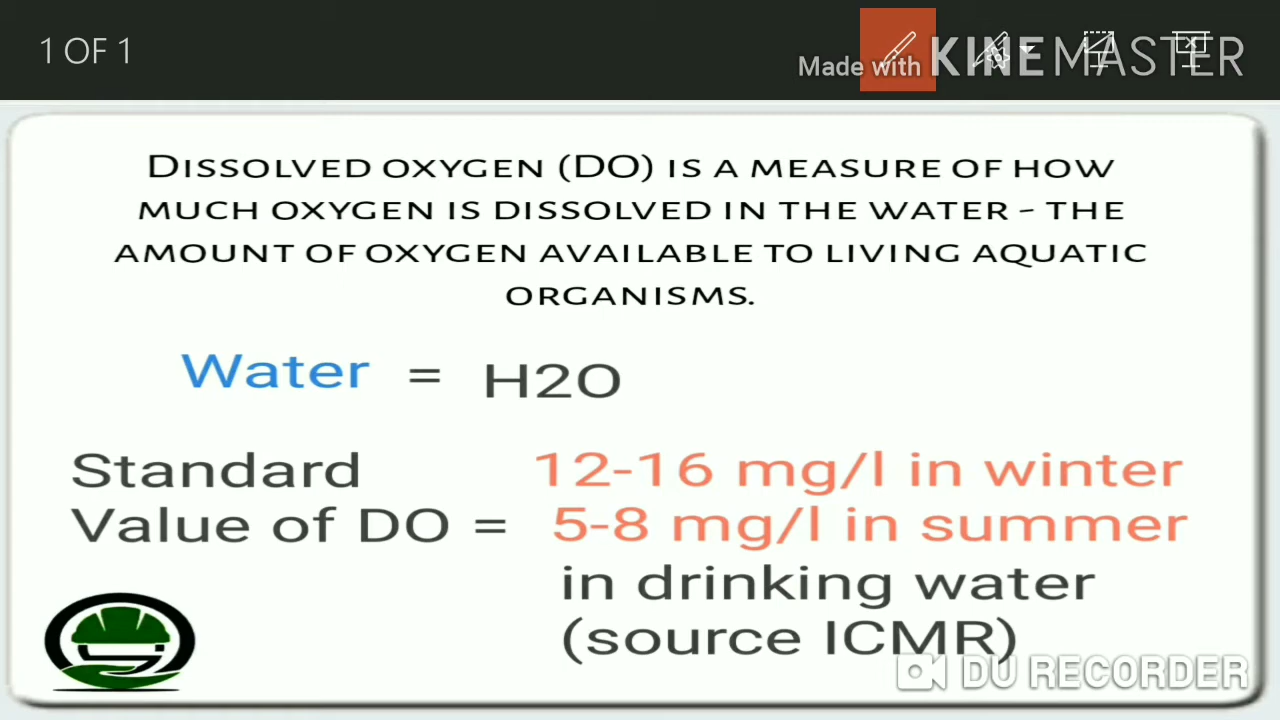 1 OF 1
Made with KINEMASTER
DISSOLVED OXYGEN (DO) IS A MEASURE OF HOW
MUCH OXYGEN IS DISSOLVED IN THE WATER - THE
AMOUNT OF OXYGEN AVAILABLE TO LIVING AQUATIC
ORGANISMS.
Water = H2O
Standard 12-16 mg/l in winter
Value of DO = 5-8 mg/l in summer
in drinking water
(source ICMR)
DU RECORDER